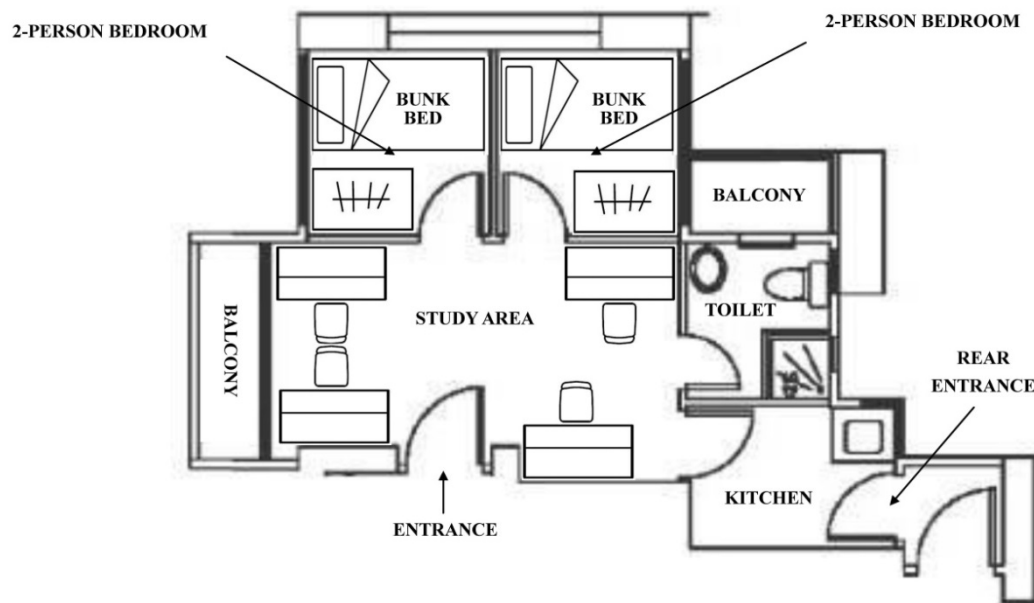 2-PERSON BEDROOM
2-PERSON BEDROOM
BUNK
BED
BUNK
BED
BALCONY
BALCONY
STUDY AREA
TOILET
REAR
ENTRANCE
KITCHEN
ENTRANCE